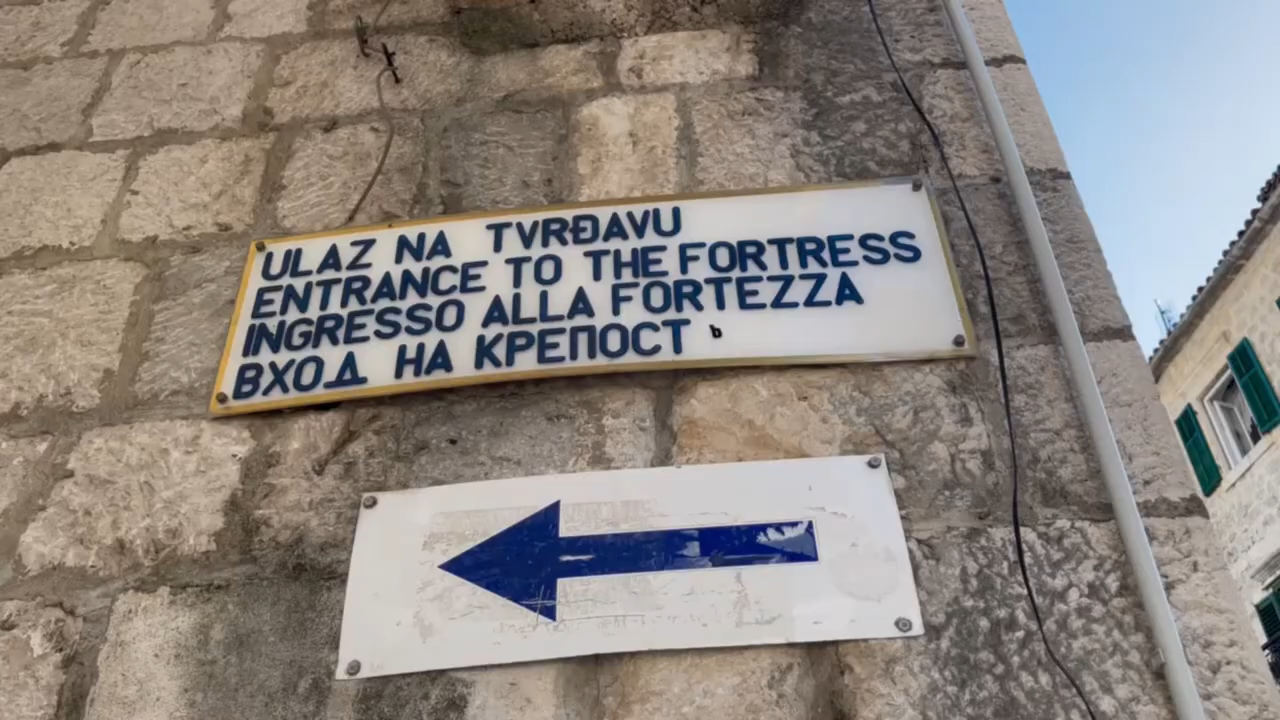 ULAZ NA TVRĐAVU
ENTRANCE TO THE FORTRESS
INGRESSO ALLA FORTEZZA
ВХОД НА КРЕПОСТ ь